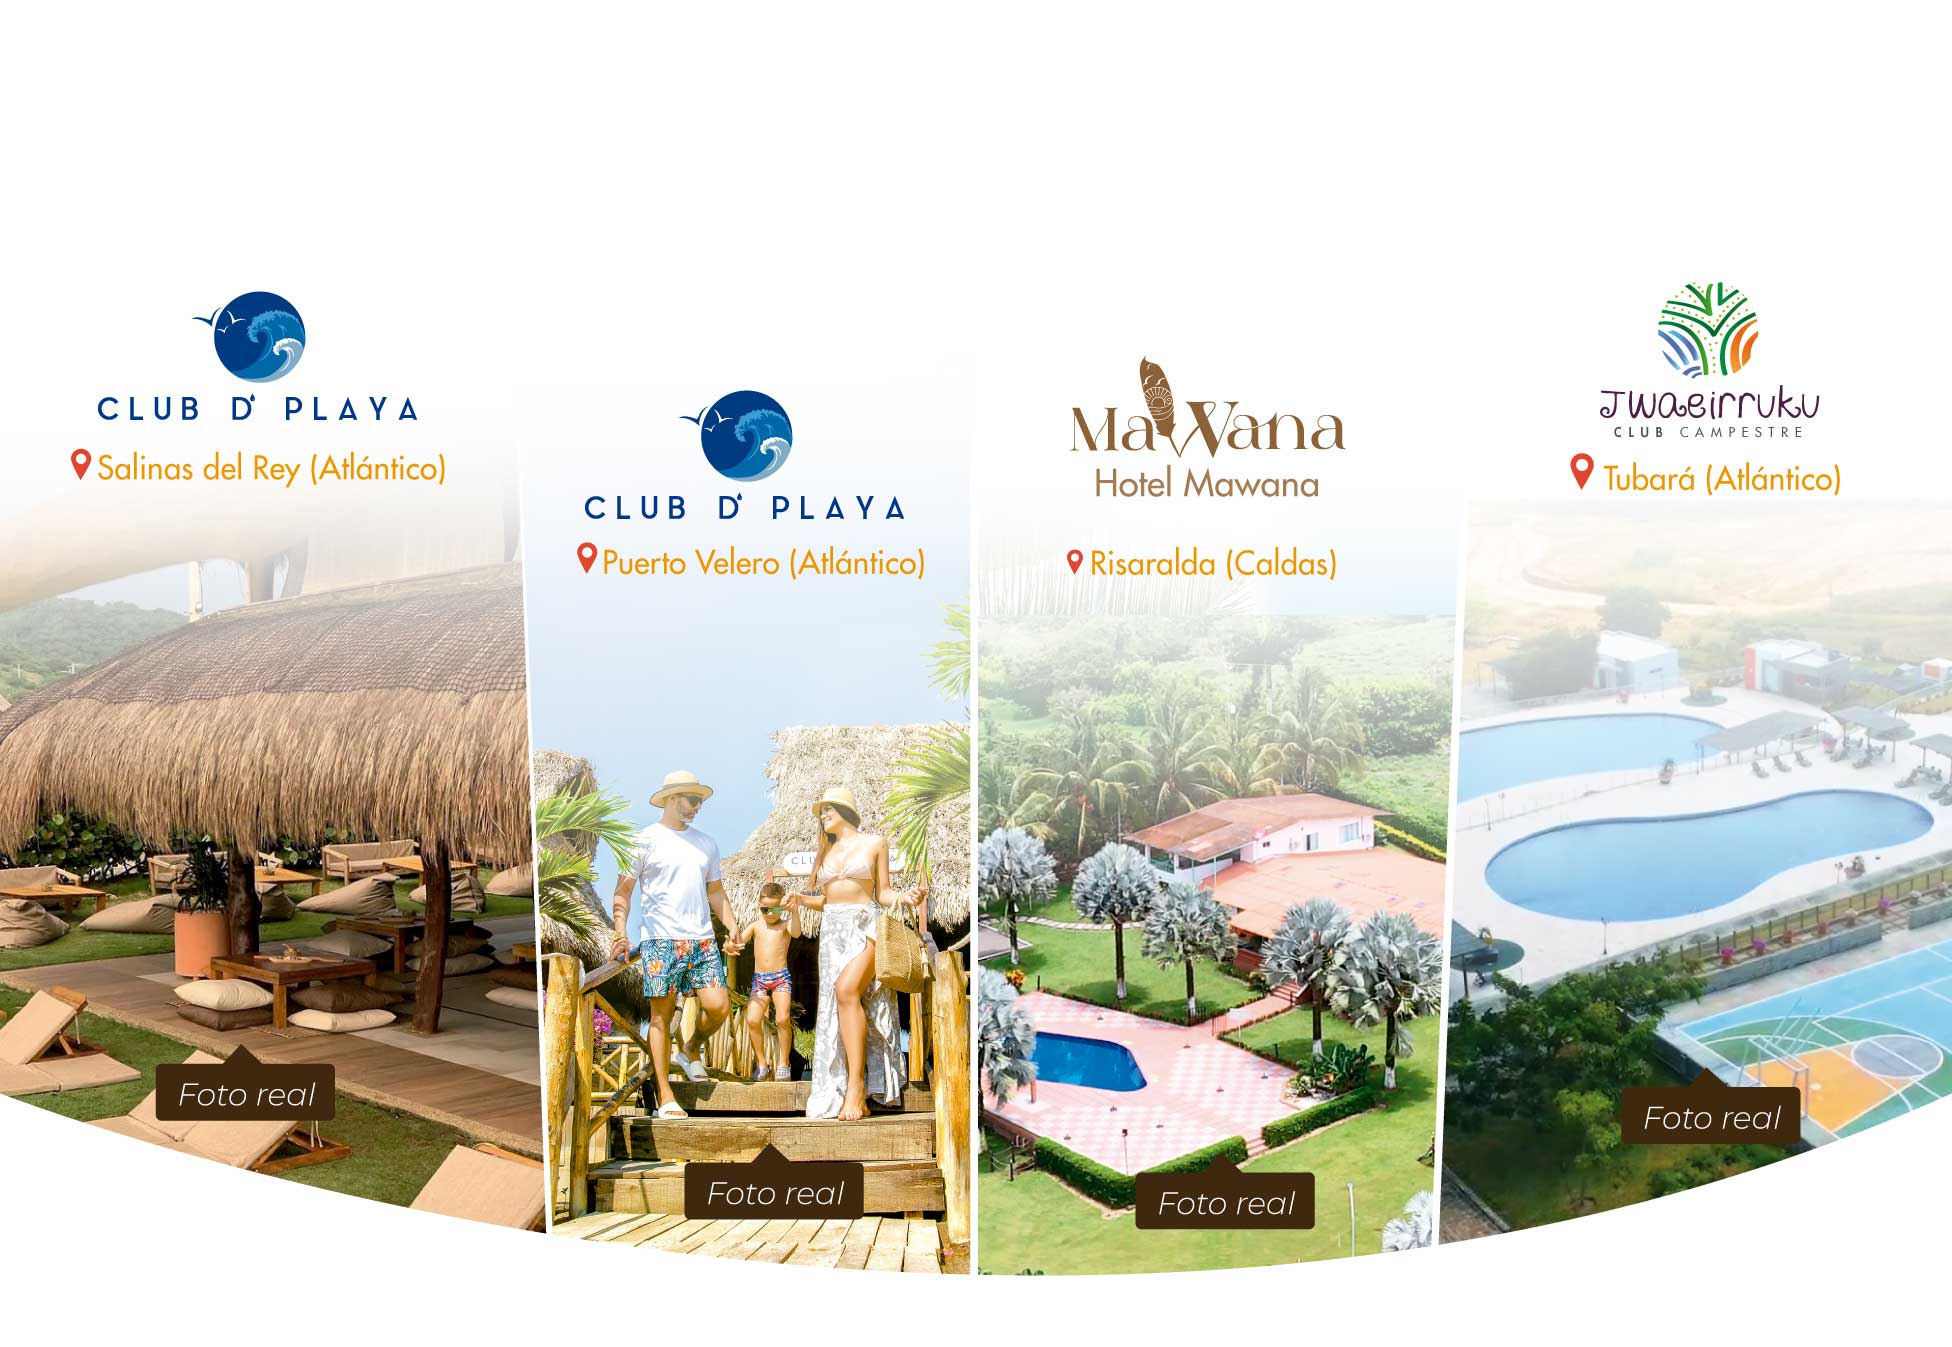 CLUB D' PLAYA
Salinas del Rey (Atlántico)
Foto real
CLUB D' PLAYA
Puerto Velero (Atlántico)
Foto real
MaWana
Hotel Mawana
Risaralda (Caldas)
Foto real
Jwaeirruku
CLUB CAMPESTRE
Tubará (Atlántico)
Foto real